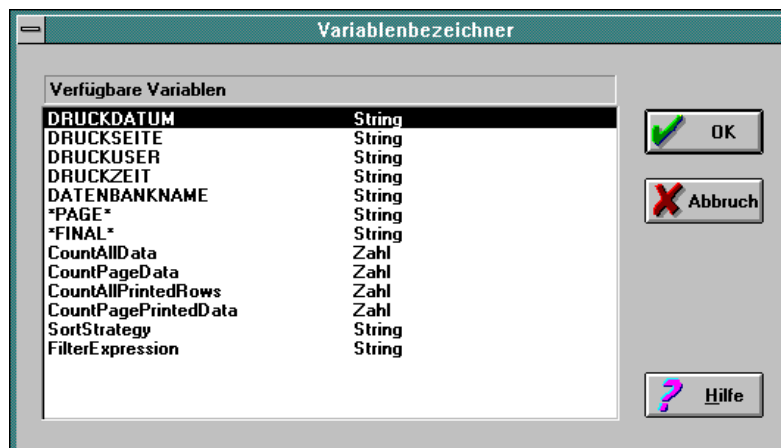 Variablenbezeichner
Verfügbare Variablen
DRUCKDATUM String
DRUCKSEITE String
DRUCKUSER String
DRUCKZEIT String
DATENBANKNAME String
*PAGE* String
*FINAL* String
CountAllData Zahl
CountPageData Zahl
CountAllPrintedRows Zahl
CountPagePrintedData Zahl
SortStrategy String
FilterExpression String
OK
Abbruch
Hilfe